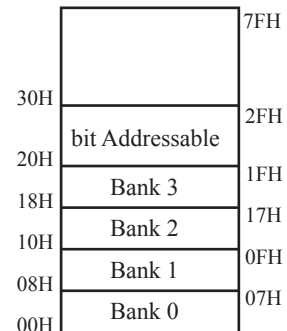 7FH
30H
2FH
bit Addressable
20H
1FH
Bank 3
18H
17H
Bank 2
10H
0FH
Bank 1
08H
07H
Bank 0
00H